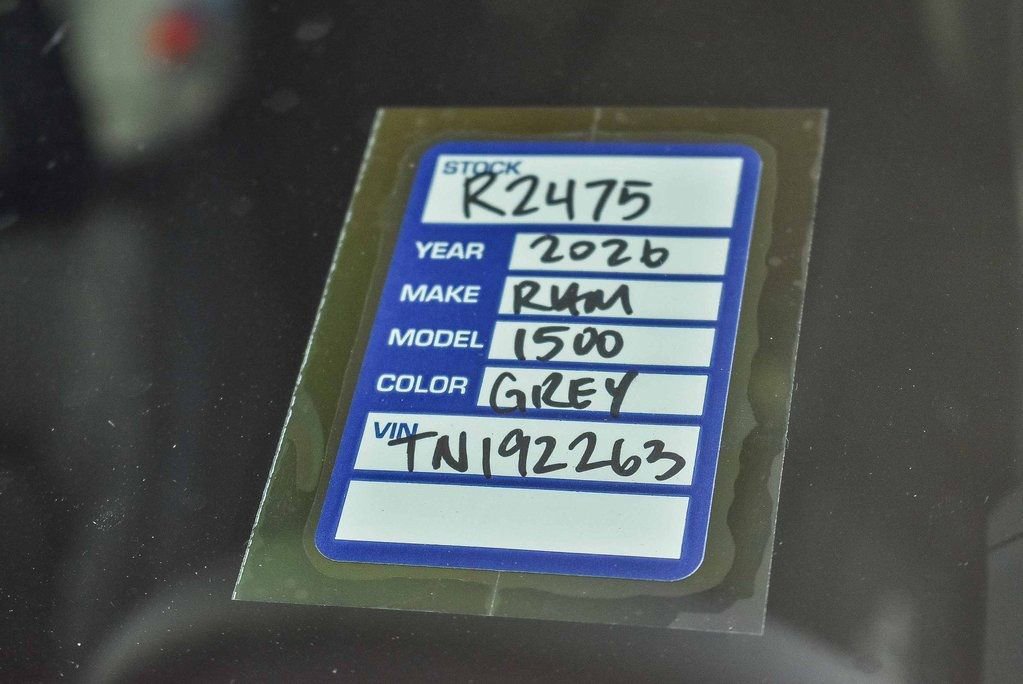 STOCK
R2475
YEAR 2026
MAKE RAM
MODEL 1500
COLOR GREY
VIN
TN192263